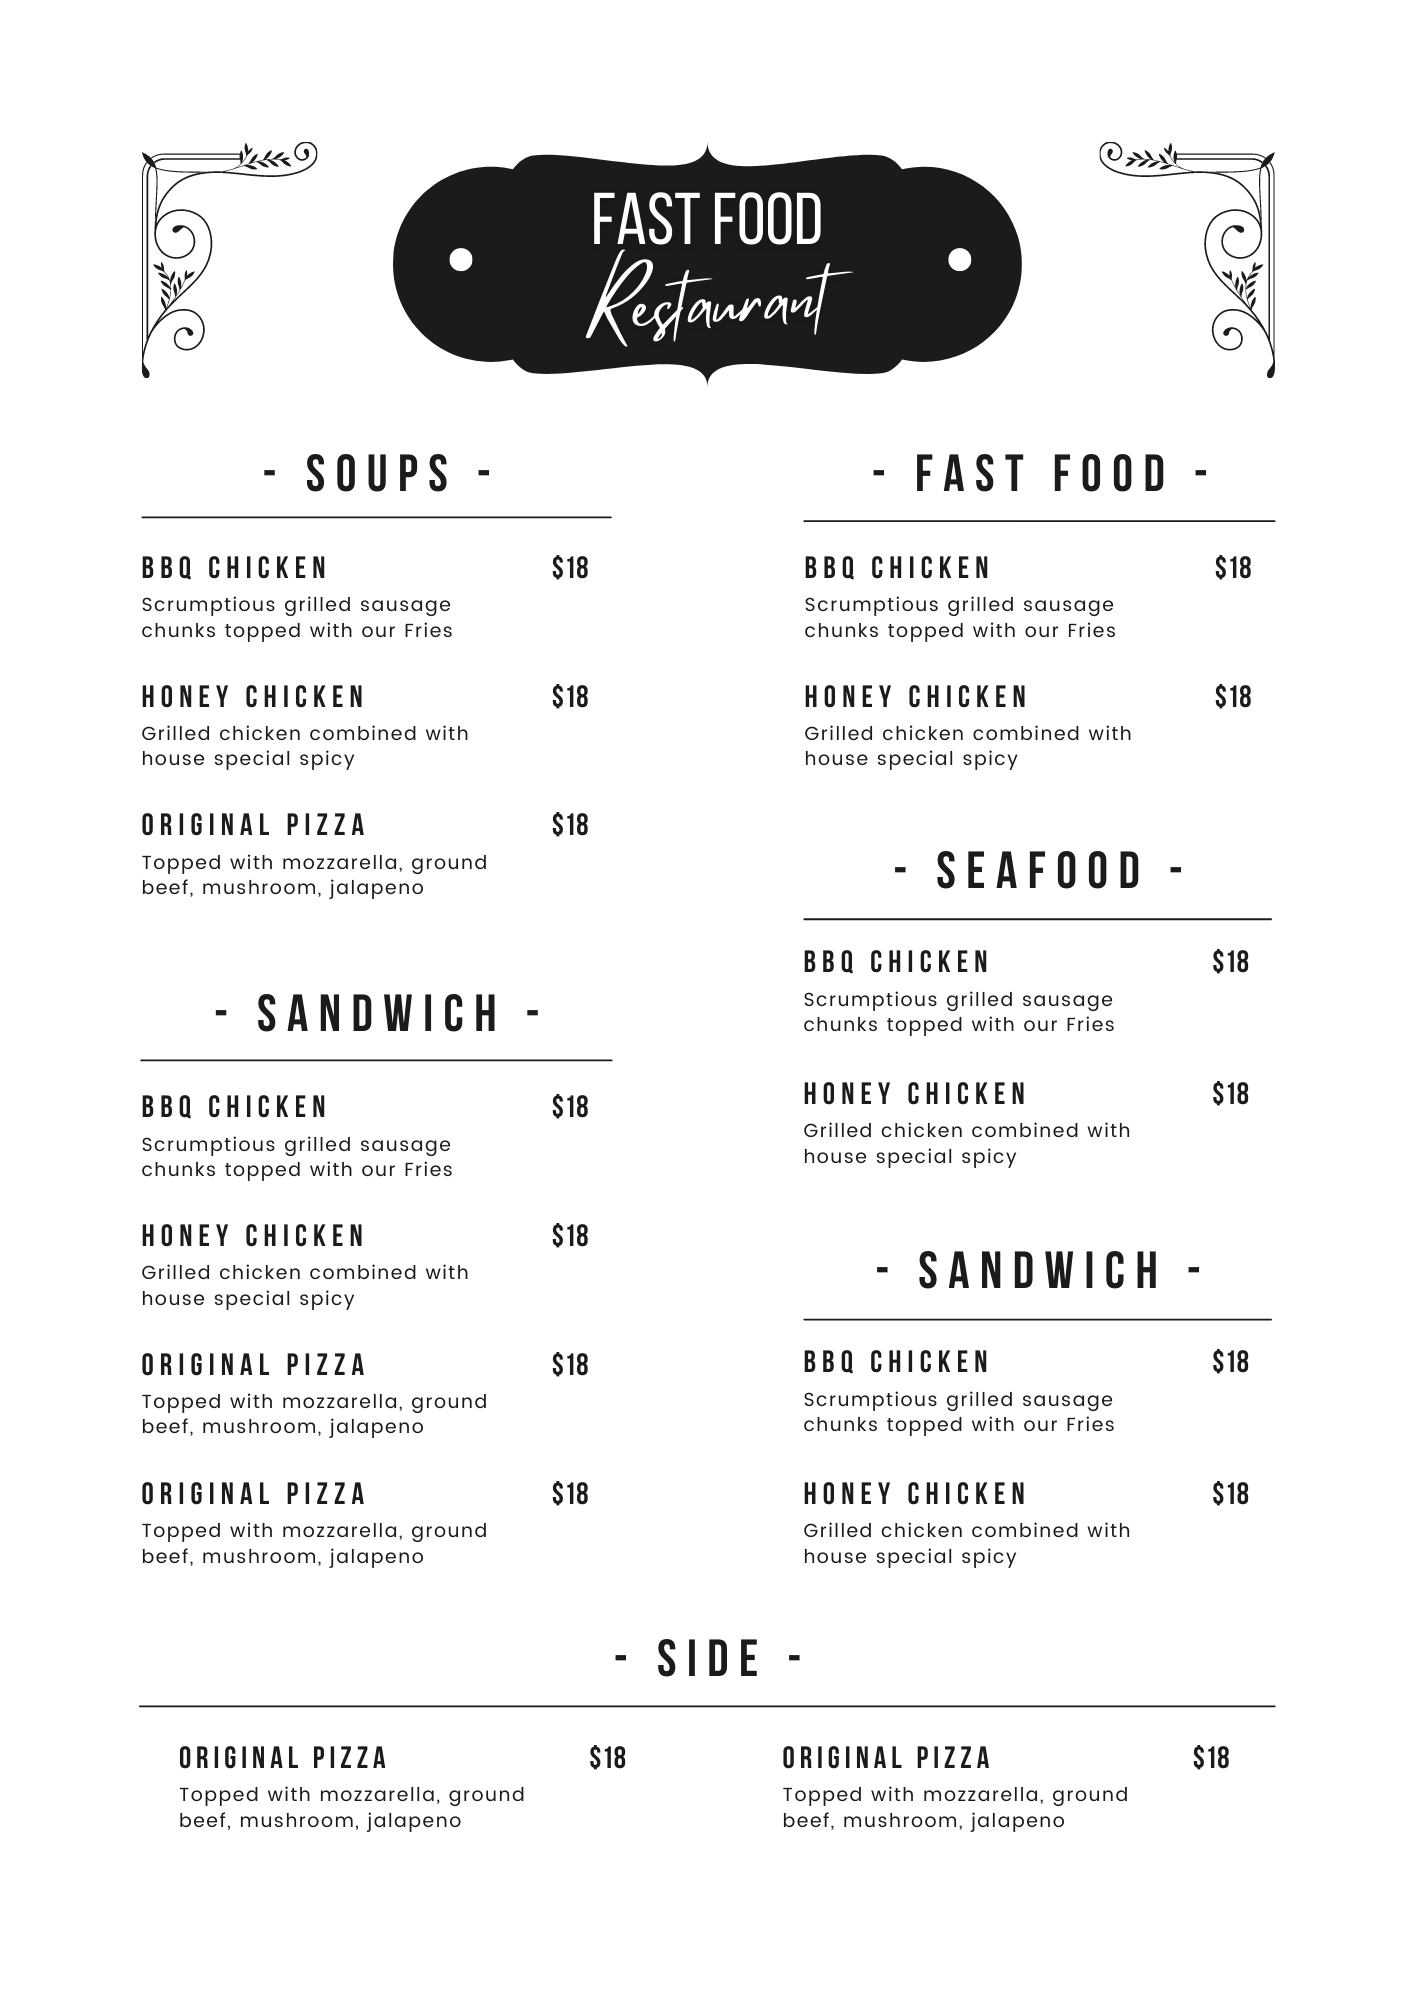 FAST FOOD
Restaurant
- SOUPS -
BBQ CHICKEN $18
Scrumptious grilled sausage
chunks topped with our Fries
HONEY CHICKEN $18
Grilled chicken combined with
house special spicy
ORIGINAL PIZZA $18
Topped with mozzarella, ground
beef, mushroom, jalapeno
- SANDWICH -
BBQ CHICKEN $18
Scrumptious grilled sausage
chunks topped with our Fries
HONEY CHICKEN $18
Grilled chicken combined with
house special spicy
ORIGINAL PIZZA $18
Topped with mozzarella, ground
beef, mushroom, jalapeno
ORIGINAL PIZZA $18
Topped with mozzarella, ground
beef, mushroom, jalapeno
- FAST FOOD -
BBQ CHICKEN $18
Scrumptious grilled sausage
chunks topped with our Fries
HONEY CHICKEN $18
Grilled chicken combined with
house special spicy
- SEAFOOD -
BBQ CHICKEN $18
Scrumptious grilled sausage
chunks topped with our Fries
HONEY CHICKEN $18
Grilled chicken combined with
house special spicy
- SANDWICH -
BBQ CHICKEN $18
Scrumptious grilled sausage
chunks topped with our Fries
HONEY CHICKEN $18
Grilled chicken combined with
house special spicy
- SIDE -
ORIGINAL PIZZA $18
Topped with mozzarella, ground
beef, mushroom, jalapeno
ORIGINAL PIZZA $18
Topped with mozzarella, ground
beef, mushroom, jalapeno